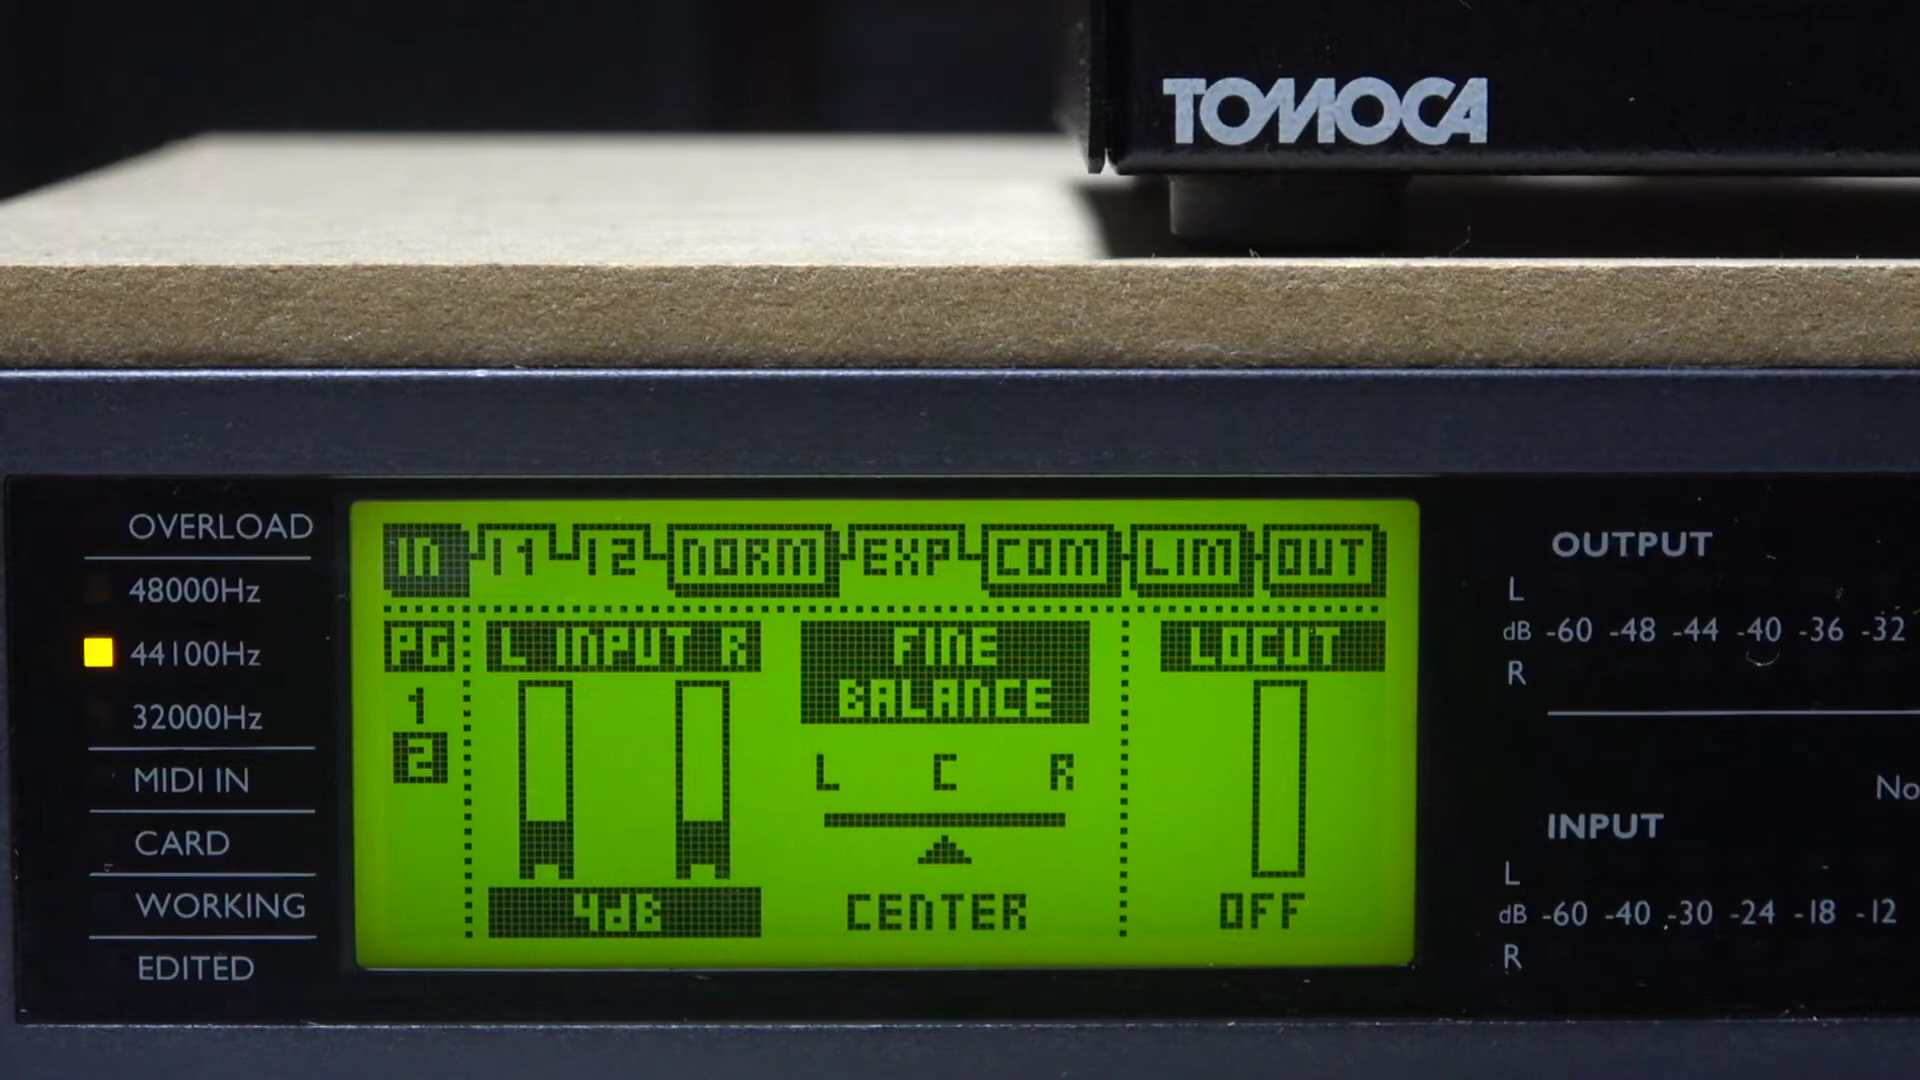 TOMOCA
OVERLOAD
48000Hz
44100Hz
32000Hz
MIDI IN
CARD
WORKING
EDITED
IN I1 I2 NORM EXP COM LIM OUT
PG L INPUT R FINE BALANCE LOCUT
1
2
L C R
4dB CENTER OFF
OUTPUT
L
dB -60 -48 -44 -40 -36 -32
R
No
INPUT
L
dB -60 -40 -30 -24 -18 -12
R